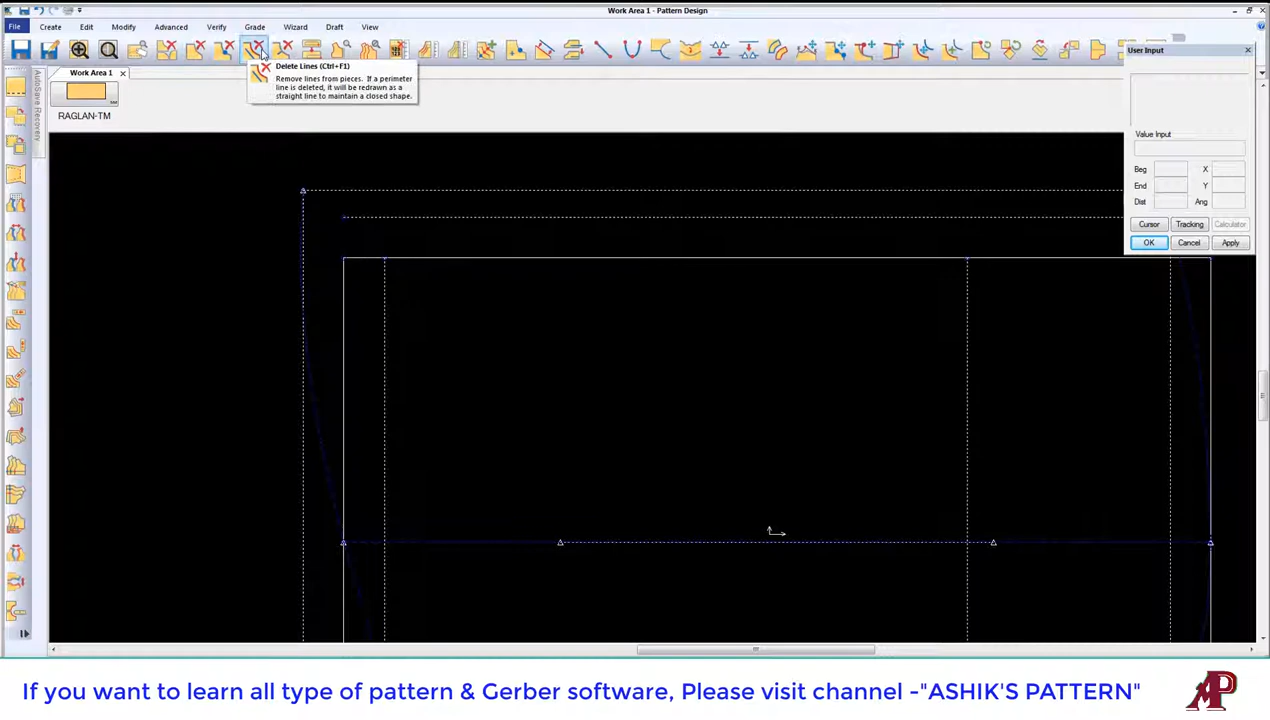 Work Area 1 - Pattern Design
File Create Edit Modify Advanced Verify Grade Wizard Draft View
Delete Lines (Ctrl+F1)
Remove lines from pieces. If a perimeter
line is deleted, it will be redrawn as a
straight line to maintain a closed shape.
User Input
Work Area 1
AutoSave Recovery
RAGLAN-TM
Value Input
Beg X
End Y
Dist Ang
Cursor Tracking Calculator
OK Cancel Apply
If you want to learn all type of pattern & Gerber software, Please visit channel -"ASHIK'S PATTERN"
AP